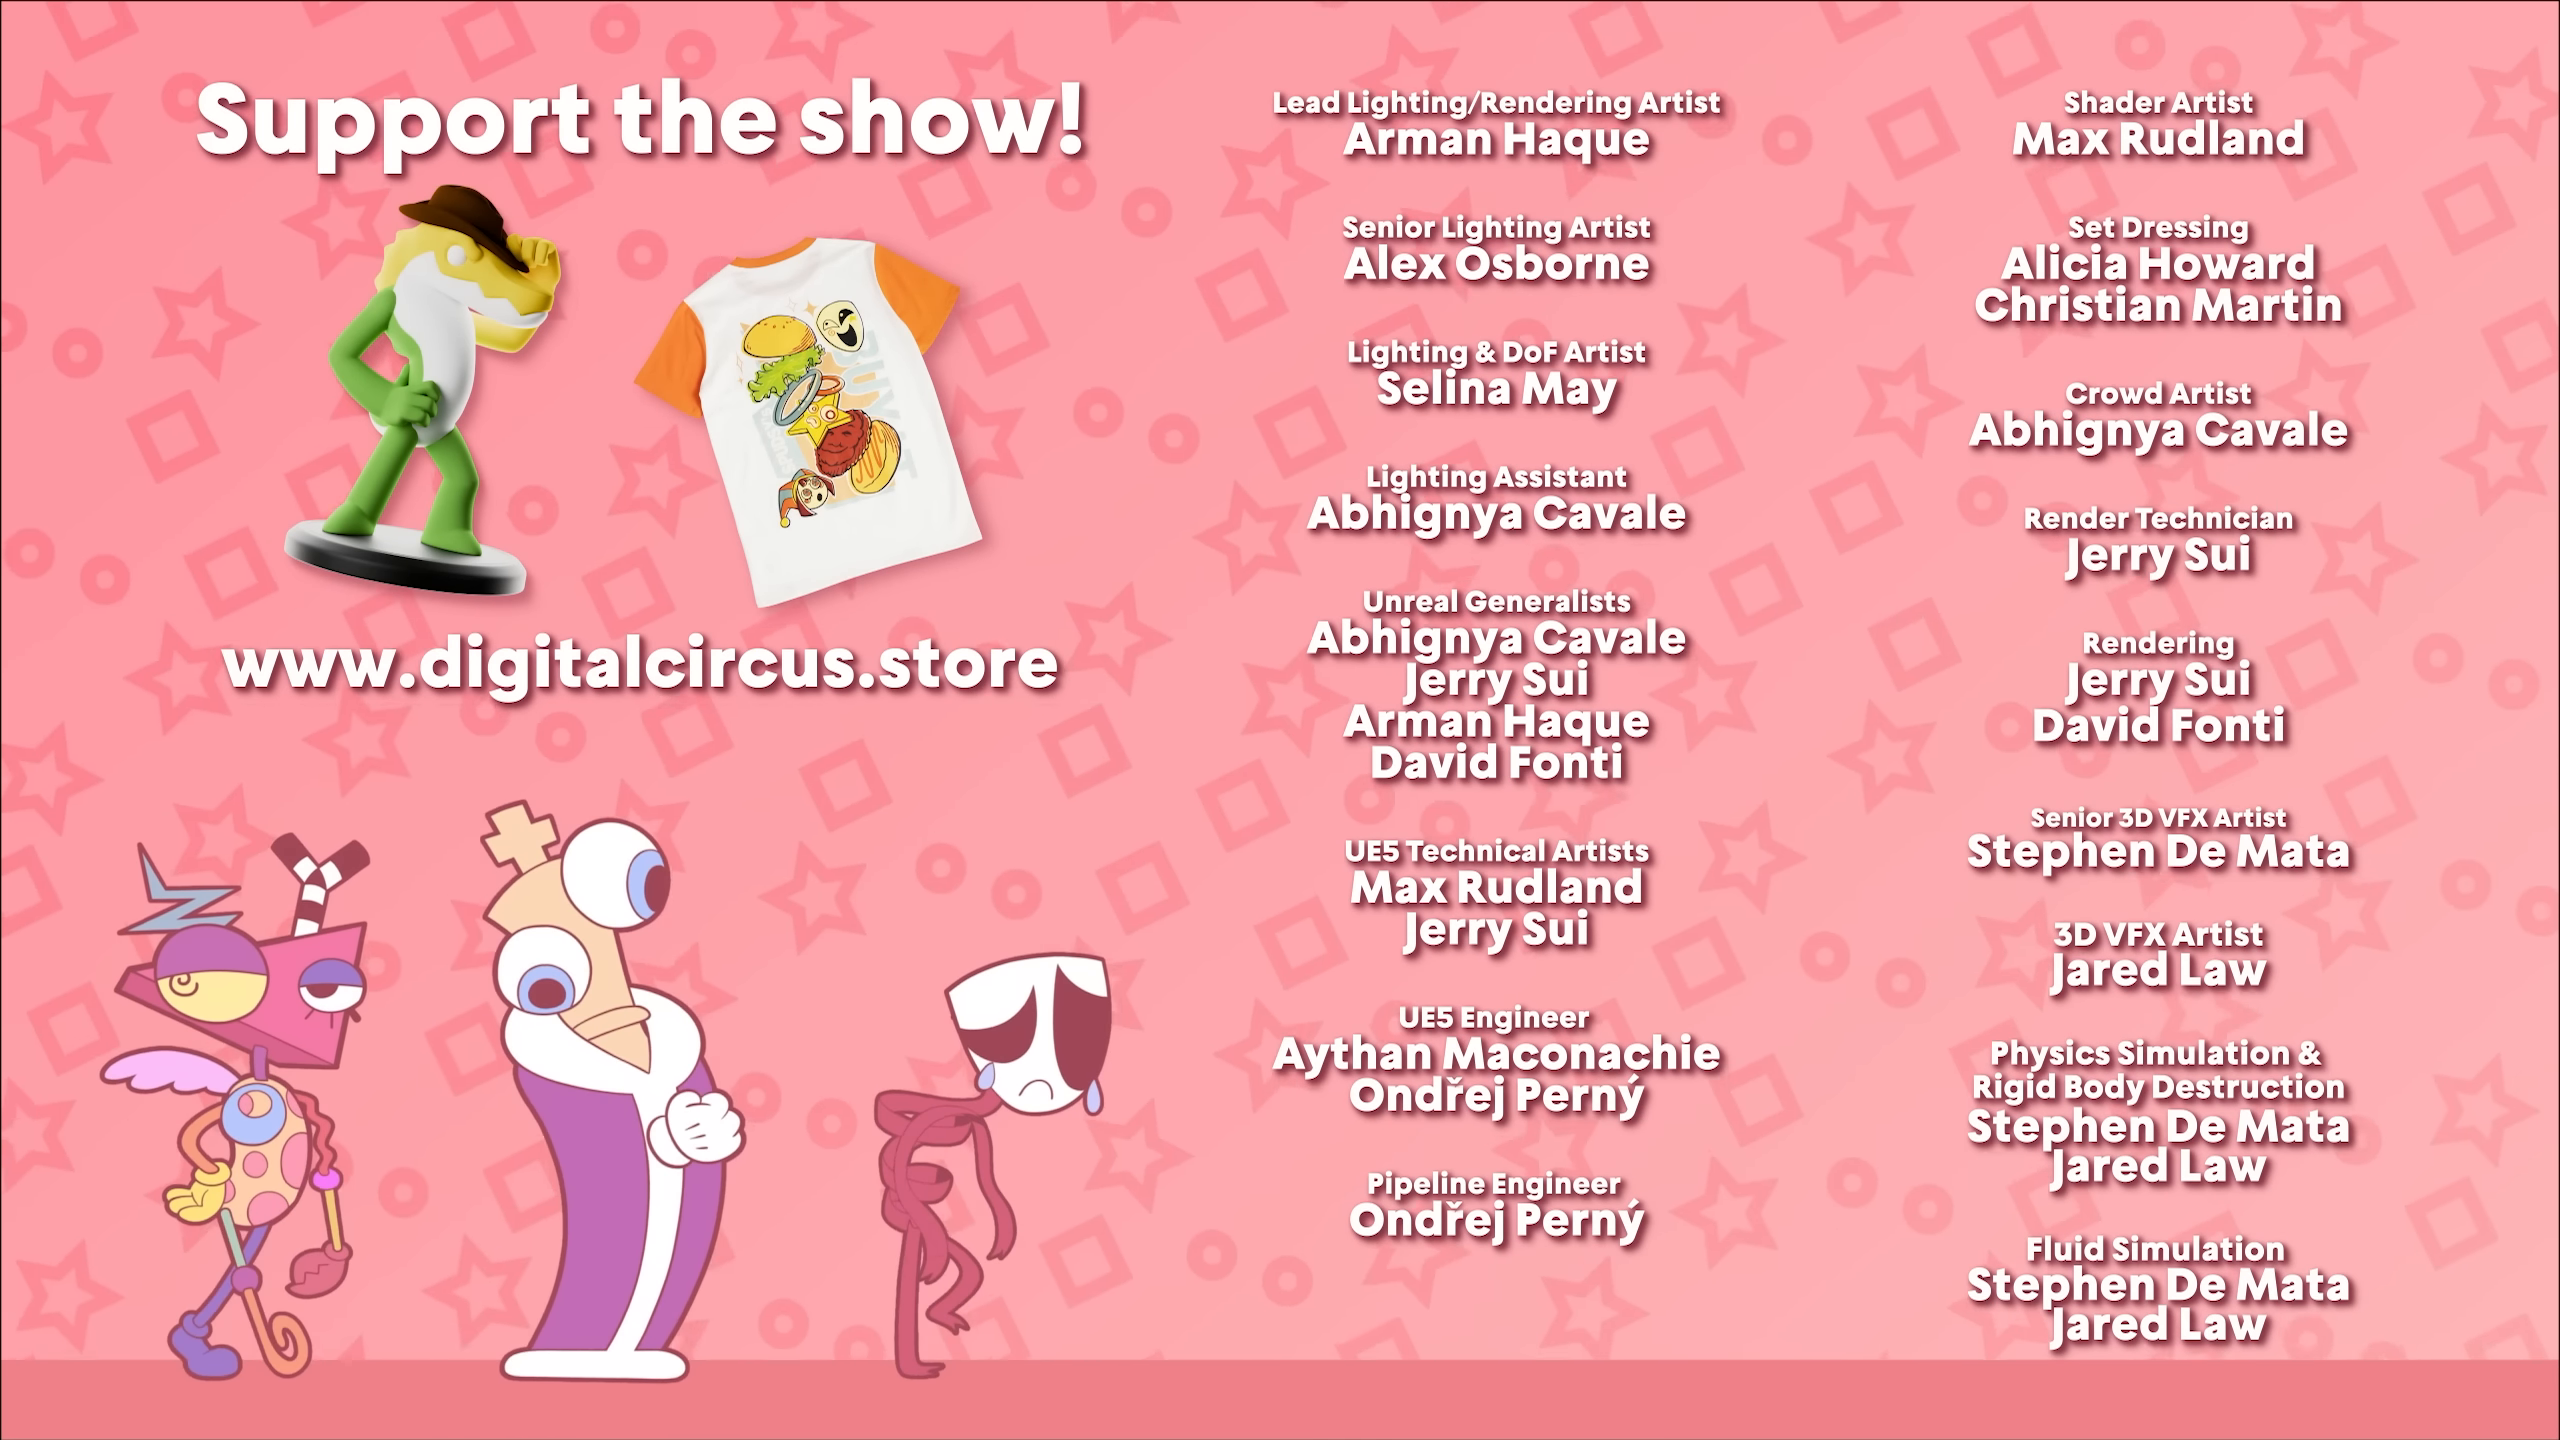 Support the show!
www.digitalcircus.store
Lead Lighting/Rendering Artist
Arman Haque
Senior Lighting Artist
Alex Osborne
Lighting & DoF Artist
Selina May
Lighting Assistant
Abhignya Cavale
Unreal Generalists
Abhignya Cavale
Jerry Sui
Arman Haque
David Fonti
UE5 Technical Artists
Max Rudland
Jerry Sui
UE5 Engineer
Aythan Maconachie
Ondřej Perný
Pipeline Engineer
Ondřej Perný
Shader Artist
Max Rudland
Set Dressing
Alicia Howard
Christian Martin
Crowd Artist
Abhignya Cavale
Render Technician
Jerry Sui
Rendering
Jerry Sui
David Fonti
Senior 3D VFX Artist
Stephen De Mata
3D VFX Artist
Jared Law
Physics Simulation &
Rigid Body Destruction
Stephen De Mata
Jared Law
Fluid Simulation
Stephen De Mata
Jared Law